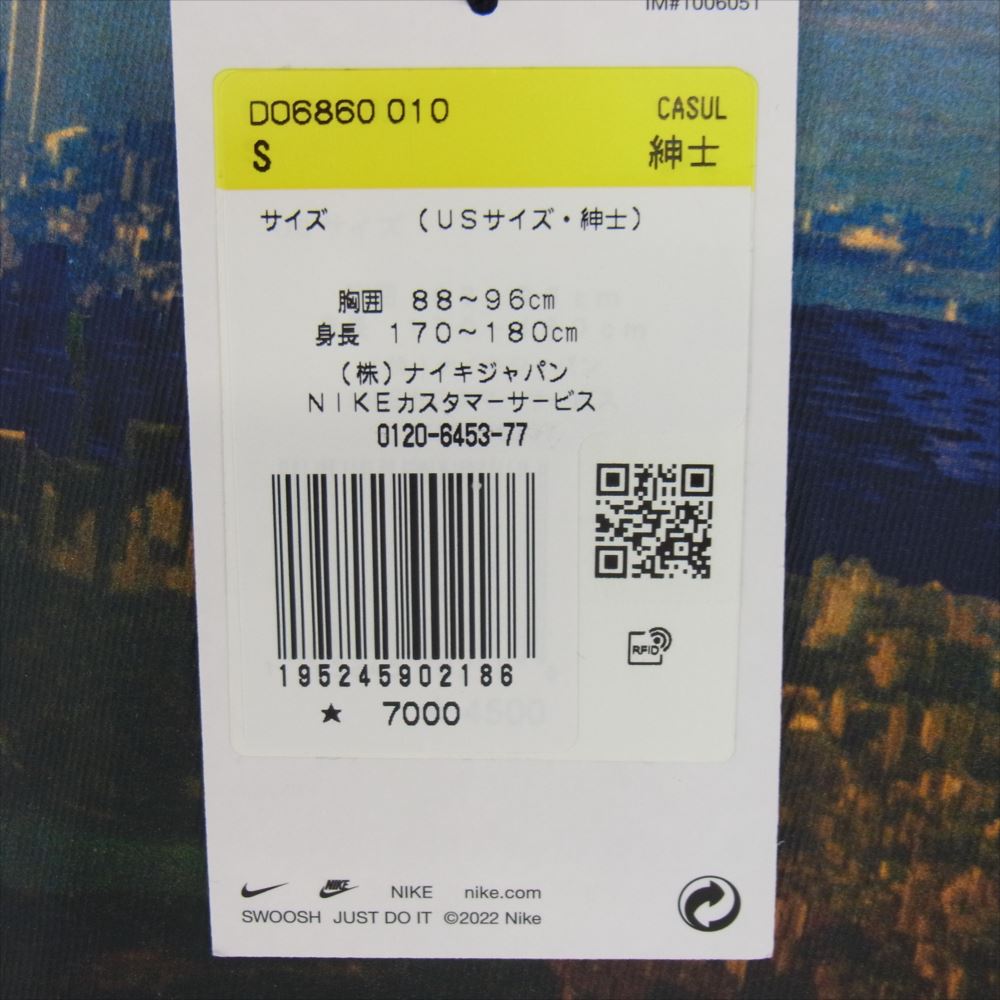 IM#1006051
DO6860 010 CASUL
S 紳士
サイズ (USサイズ・紳士)
胸囲 88~96cm
身長 170~180cm
(株)ナイキジャパン
NIKEカスタマーサービス
0120-6453-77
RFID
195245902186
★ 7000
NIKE NIKE nike.com
SWOOSH JUST DO IT ©2022 Nike